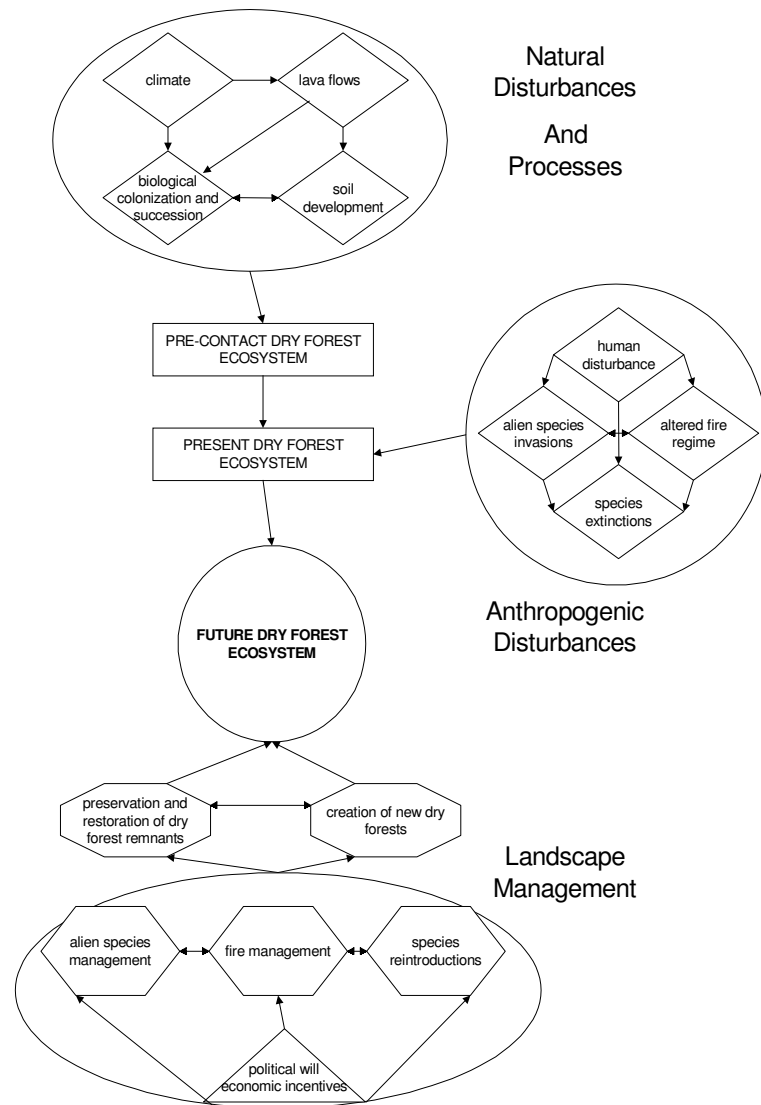 Natural
Disturbances
And
Processes
climate
lava flows
biological
colonization and
succession
soil
development
PRE-CONTACT DRY FOREST
ECOSYSTEM
human
disturbance
alien species
invasions
altered fire
regime
PRESENT DRY FOREST
ECOSYSTEM
species
extinctions
Anthropogenic
Disturbances
FUTURE DRY FOREST
ECOSYSTEM
preservation and
restoration of dry
forest remnants
creation of new dry
forests
Landscape
Management
alien species
management
fire management
species
reintroductions
political will
economic incentives